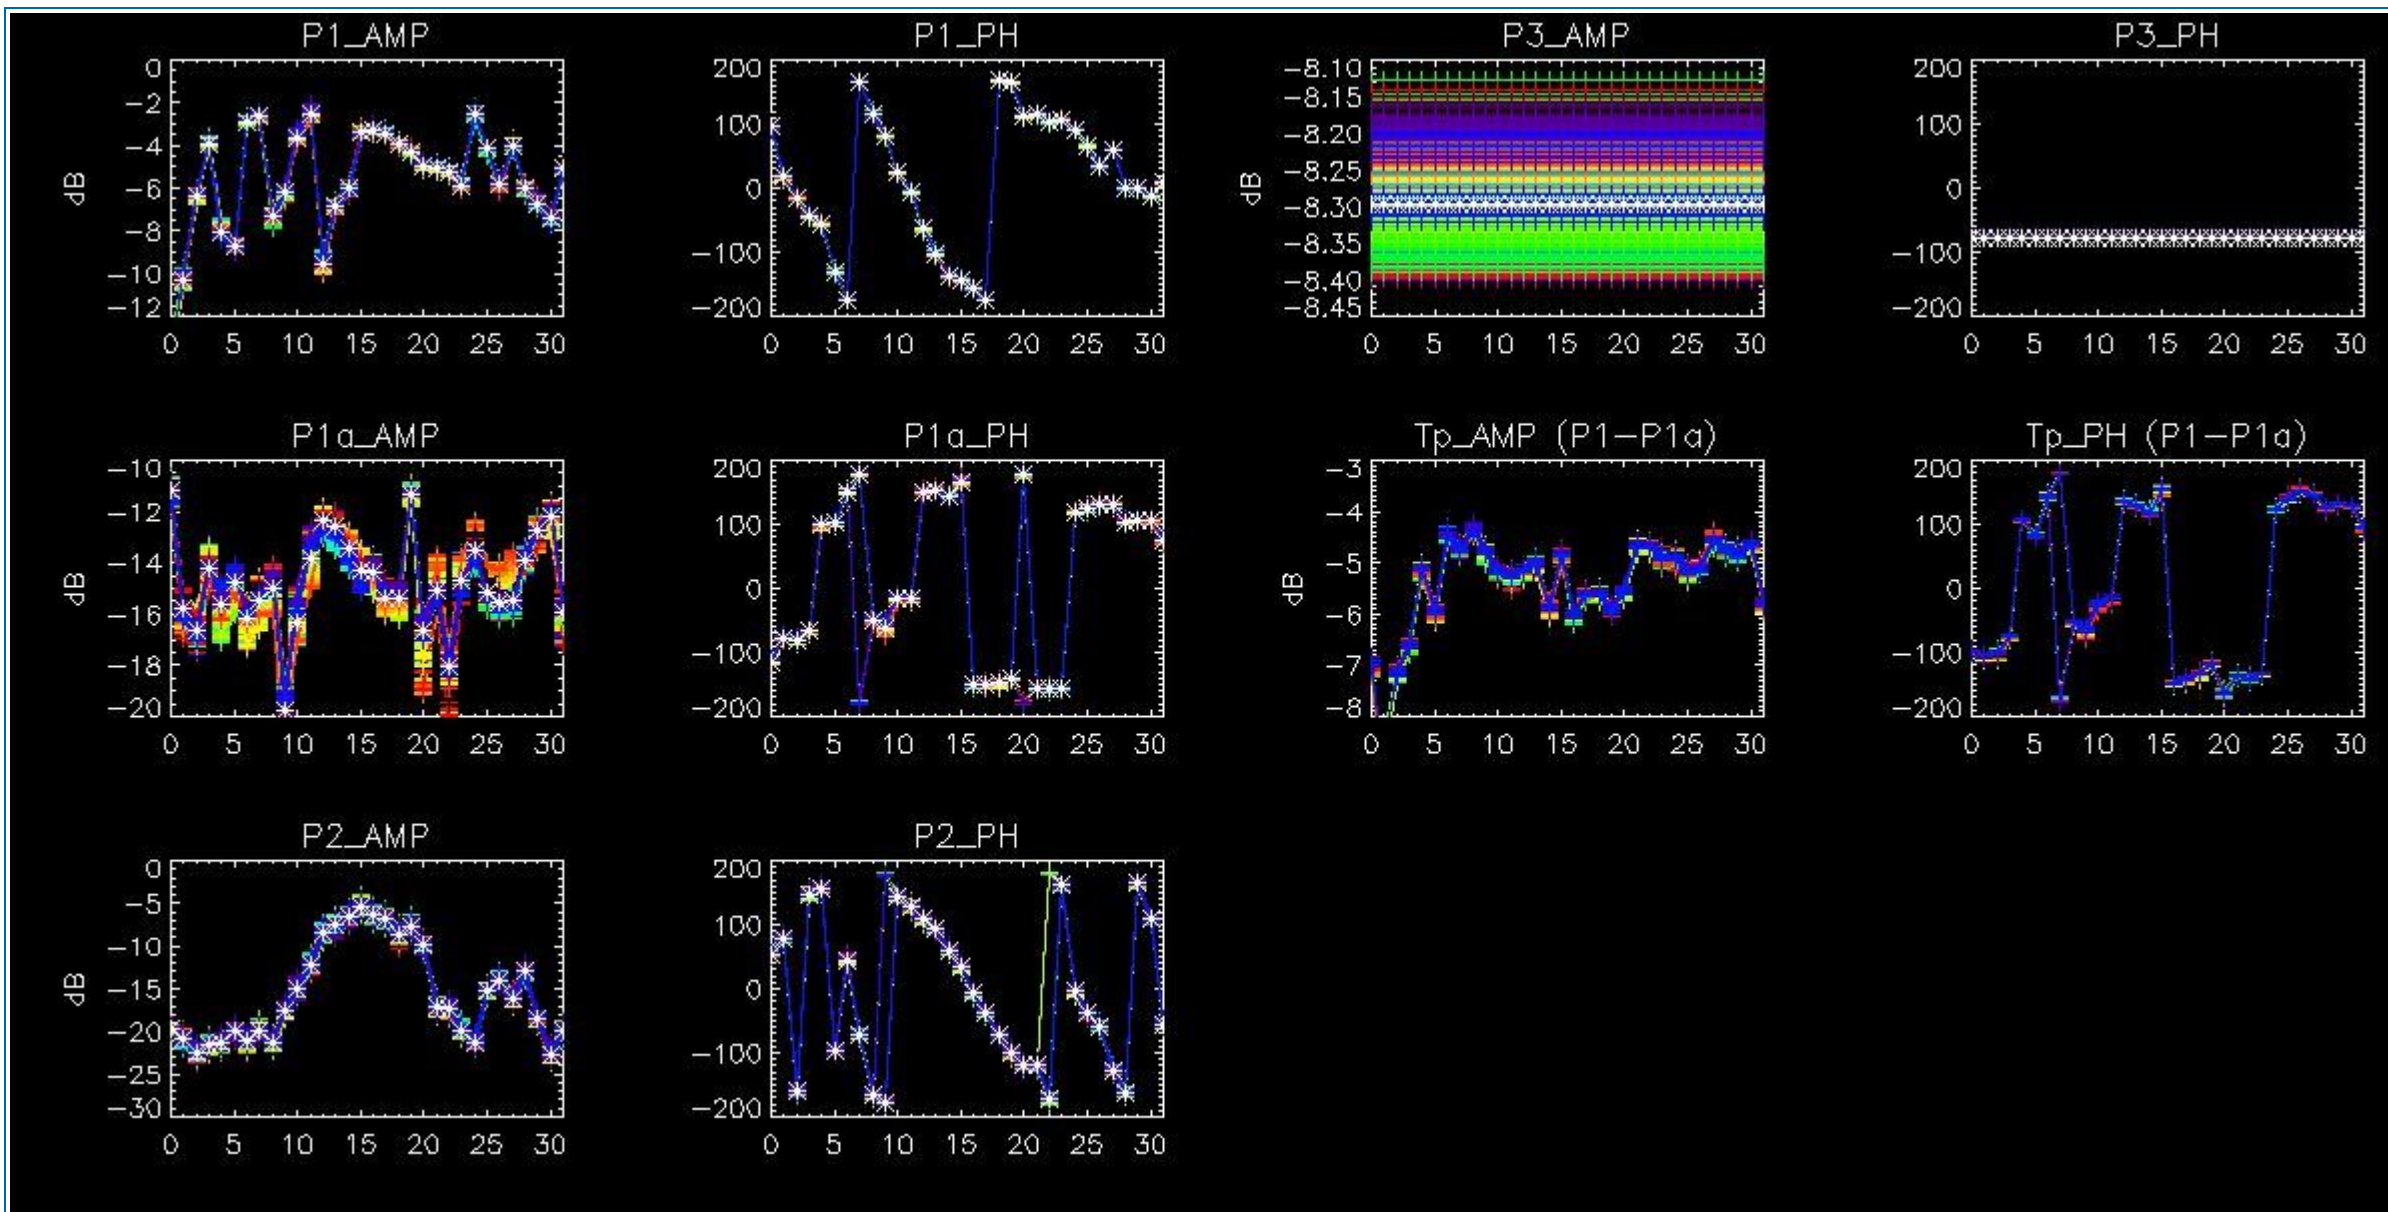 P1_AMP
0
−2
−4
−6
−8
−10
−12
dB
0 5 10 15 20 25 30
P1_PH
200
100
0
−100
−200
0 5 10 15 20 25 30
P3_AMP
−8.10
−8.15
−8.20
−8.25
−8.30
−8.35
−8.40
−8.45
dB
0 5 10 15 20 25 30
P3_PH
200
100
0
−100
−200
0 5 10 15 20 25 30
P1a_AMP
−10
−12
−14
−16
−18
−20
dB
0 5 10 15 20 25 30
P1a_PH
200
100
0
−100
−200
0 5 10 15 20 25 30
Tp_AMP (P1−P1a)
−3
−4
−5
−6
−7
−8
dB
0 5 10 15 20 25 30
Tp_PH (P1−P1a)
200
100
0
−100
−200
0 5 10 15 20 25 30
P2_AMP
0
−5
−10
−15
−20
−25
−30
dB
0 5 10 15 20 25 30
P2_PH
200
100
0
−100
−200
0 5 10 15 20 25 30